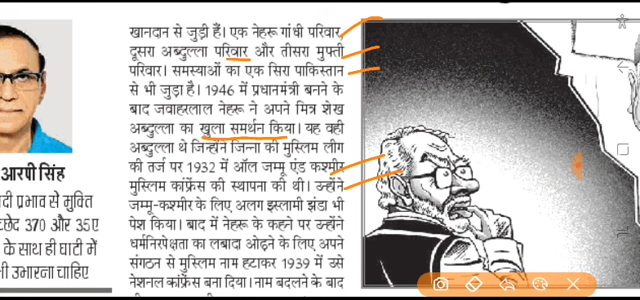 खानदान से जुड़ी हैं। एक नेहरू गांधी परिवार,
दूसरा अब्दुल्ला परिवार और तीसरा मुफ्ती
परिवार। समस्याओं का एक सिरा पाकिस्तान
से भी जुड़ा है। 1946 में प्रधानमंत्री बनने के
बाद जवाहरलाल नेहरू ने अपने मित्र शेख
अब्दुल्ला का खुला समर्थन किया। यह वही
अब्दुल्ला थे जिन्होंने जिन्ना की मुस्लिम लीग
की तर्ज पर 1932 में ऑल जम्मू एंड कश्मीर
मुस्लिम कांफ्रेंस की स्थापना की थी। उन्होंने
जम्मू-कश्मीर के लिए अलग इस्लामी झंडा भी
पेश किया। बाद में नेहरू के कहने पर उन्होंने
धर्मनिरपेक्षता का लबादा ओढ़ने के लिए अपने
संगठन से मुस्लिम नाम हटाकर 1939 में उसे
नेशनल कांफ्रेंस बना दिया। नाम बदलने के बाद
आरपी सिंह
दी प्रभाव से मुक्ति
च्छेद 370 और 35ए
के साथ ही घाटी में
भी उभारना चाहिए